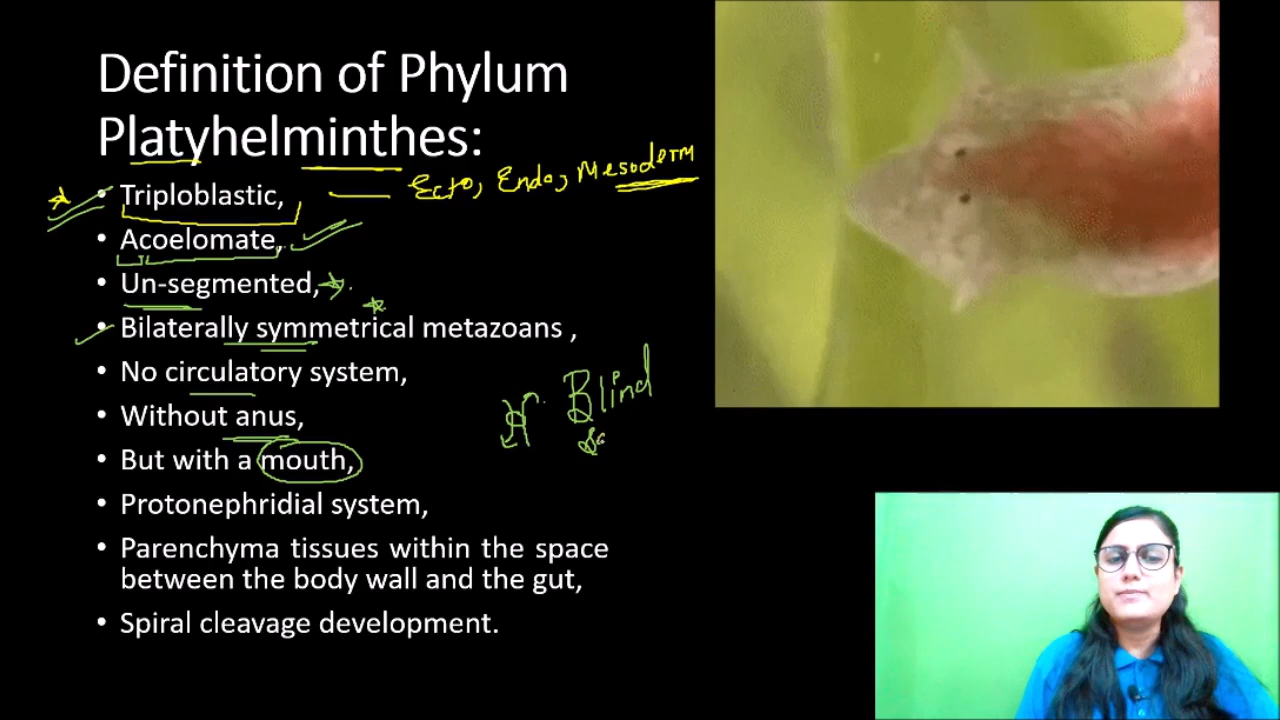 Definition of Phylum
Platyhelminthes:
• Triploblastic, — Ecto, Endo, Mesoderm
• Acoelomate,
• Un-segmented,
• Bilaterally symmetrical metazoans ,
• No circulatory system,
• Without anus,
Blind
• But with a mouth,
• Protonephridial system,
• Parenchyma tissues within the space
between the body wall and the gut,
• Spiral cleavage development.